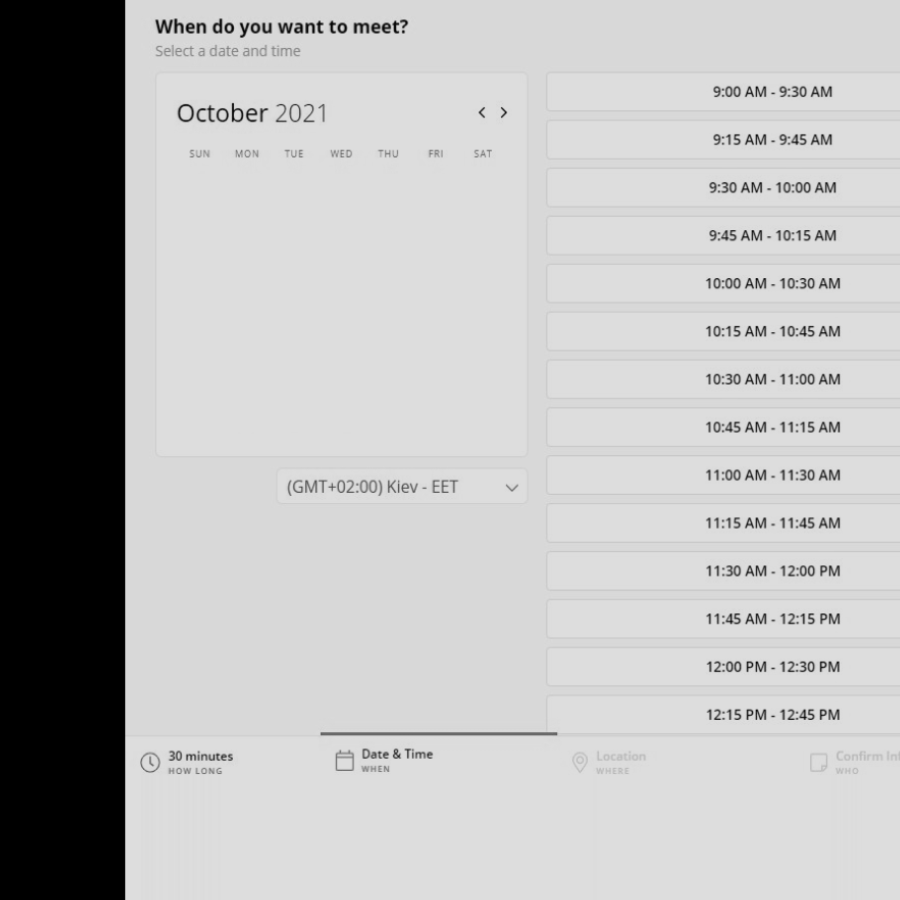 When do you want to meet?
Select a date and time
October 2021
SUN MON TUE WED THU FRI SAT
(GMT+02:00) Kiev - EET
9:00 AM - 9:30 AM
9:15 AM - 9:45 AM
9:30 AM - 10:00 AM
9:45 AM - 10:15 AM
10:00 AM - 10:30 AM
10:15 AM - 10:45 AM
10:30 AM - 11:00 AM
10:45 AM - 11:15 AM
11:00 AM - 11:30 AM
11:15 AM - 11:45 AM
11:30 AM - 12:00 PM
11:45 AM - 12:15 PM
12:00 PM - 12:30 PM
12:15 PM - 12:45 PM
30 minutes
HOW LONG
Date & Time
WHEN
Location
WHERE
Confirm
WHO